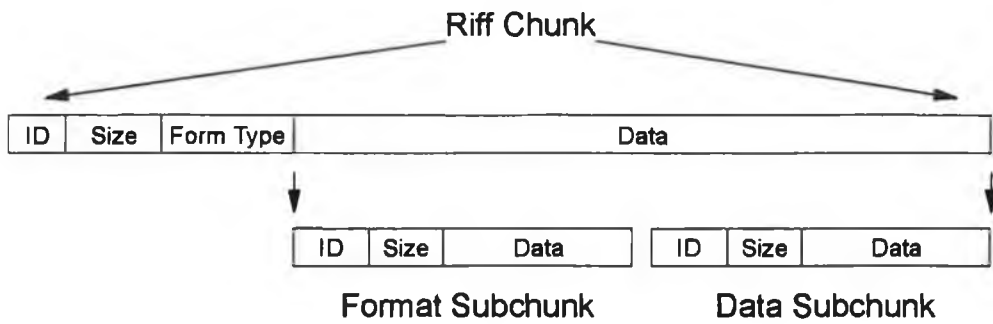 Riff Chunk
ID Size Form Type Data
ID Size Data ID Size Data
Format Subchunk Data Subchunk